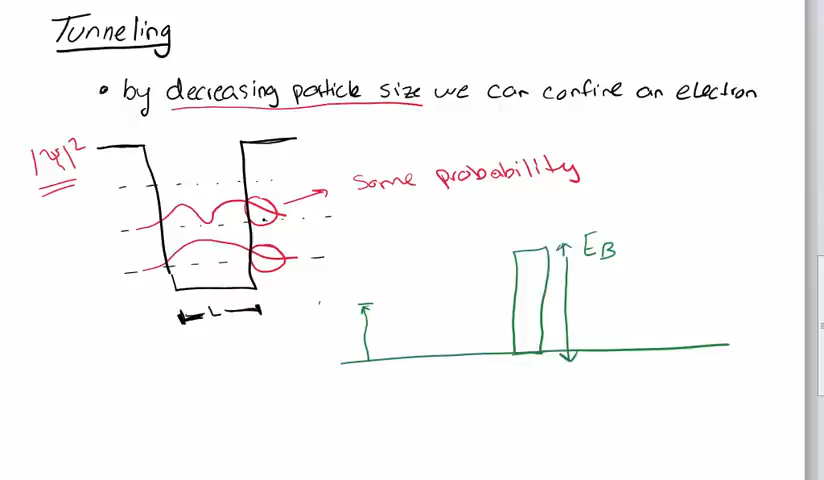 Tunneling
• by decreasing particle size we can confine an electron
|Ψ|²
some probability
E_B
L